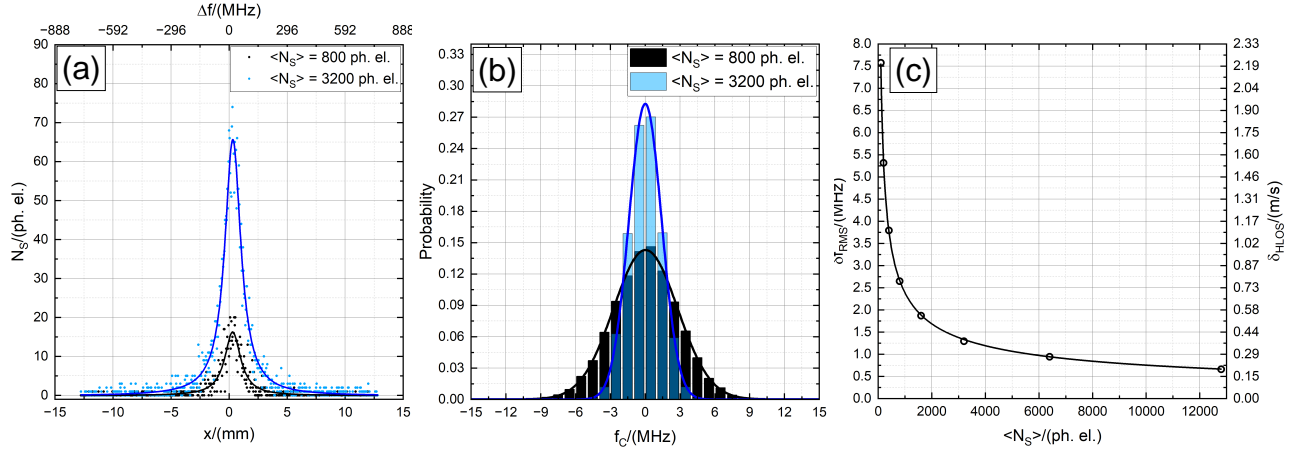 Δf/(MHz)
−888 −592 −296 0 296 592 888
(a)
<N_S> = 800 ph. el.
<N_S> = 3200 ph. el.
90
80
70
60
50
40
30
20
10
0
N_S/(ph. el.)
−15 −10 −5 0 5 10 15
x/(mm)
(b)
<N_S> = 800 ph. el.
<N_S> = 3200 ph. el.
0.33
0.30
0.27
0.24
0.21
0.18
0.15
0.12
0.09
0.06
0.03
0.00
Probability
−15 −12 −9 −6 −3 0 3 6 9 12 15
f_C/(MHz)
(c)
8.0
7.5
7.0
6.5
6.0
5.5
5.0
4.5
4.0
3.5
3.0
2.5
2.0
1.5
1.0
0.5
0.0
δf_RMS/(MHz)
2.33
2.19
2.04
1.90
1.75
1.60
1.46
1.31
1.17
1.02
0.87
0.73
0.58
0.44
0.29
0.15
0.00
δ_HLOS/(m/s)
0 2000 4000 6000 8000 10000 12000
<N_S>/(ph. el.)